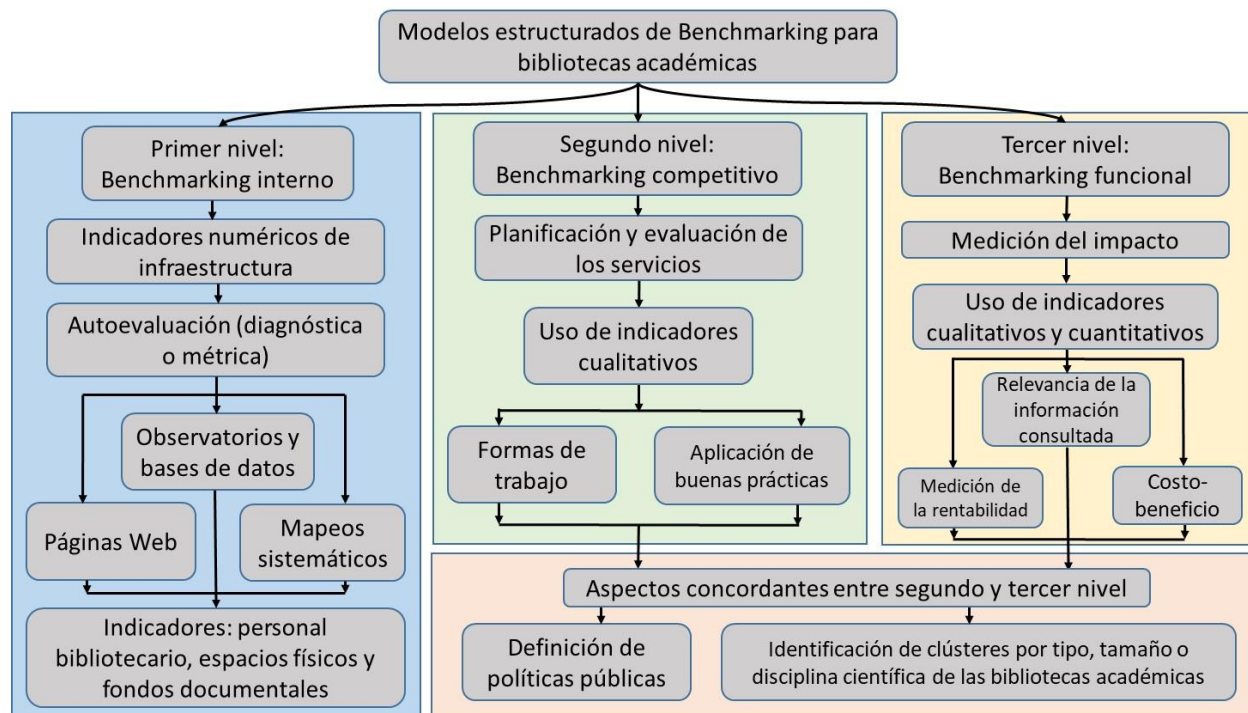 Modelos estructurados de Benchmarking para
bibliotecas académicas
Primer nivel:
Benchmarking interno
Indicadores numéricos de
infraestructura
Autoevaluación (diagnóstica
o métrica)
Observatorios y
bases de datos
Páginas Web
Mapeos
sistemáticos
Indicadores: personal
bibliotecario, espacios físicos y
fondos documentales
Segundo nivel:
Benchmarking competitivo
Planificación y evaluación de
los servicios
Uso de indicadores
cualitativos
Formas de
trabajo
Aplicación de
buenas prácticas
Tercer nivel:
Benchmarking funcional
Medición del impacto
Uso de indicadores
cualitativos y cuantitativos
Relevancia de la
información
consultada
Medición de
la rentabilidad
Costo-
beneficio
Aspectos concordantes entre segundo y tercer nivel
Definición de
políticas públicas
Identificación de clústeres por tipo, tamaño o
disciplina científica de las bibliotecas académicas